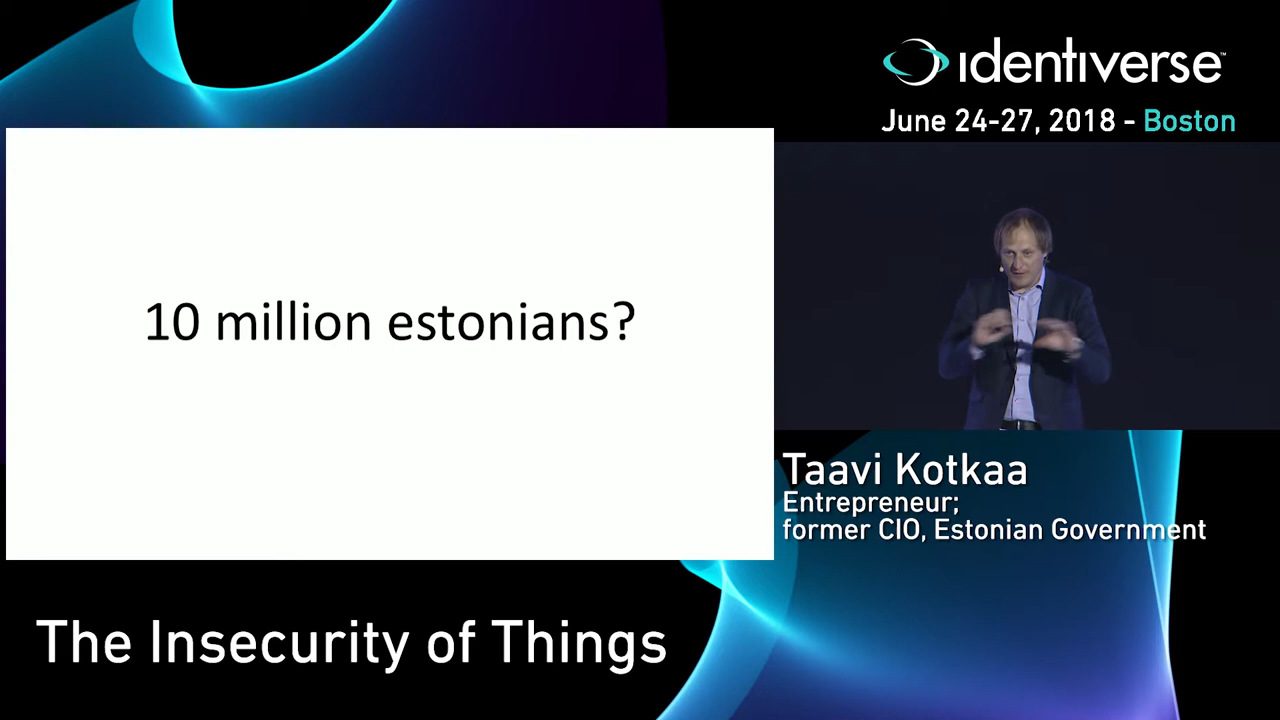 identiverse™
June 24-27, 2018 - Boston
10 million estonians?
Taavi Kotkaa
Entrepreneur;
former CIO, Estonian Government
The Insecurity of Things